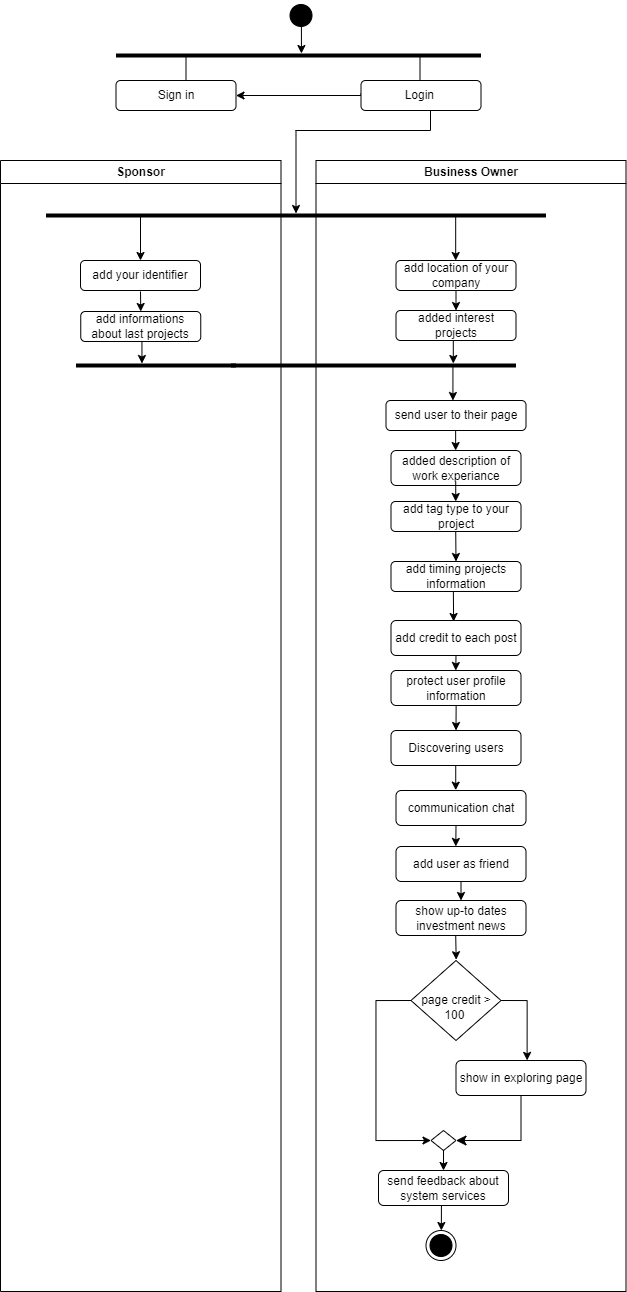 Sign in
Login
Sponsor
Business Owner
add your identifier
add location of your
company
add informations
about last projects
added interest
projects
send user to their page
added description of
work experiance
add tag type to your
project
add timing projects
information
add credit to each post
protect user profile
information
Discovering users
communication chat
add user as friend
show up-to dates
investment news
page credit >
100
show in exploring page
send feedback about
system services